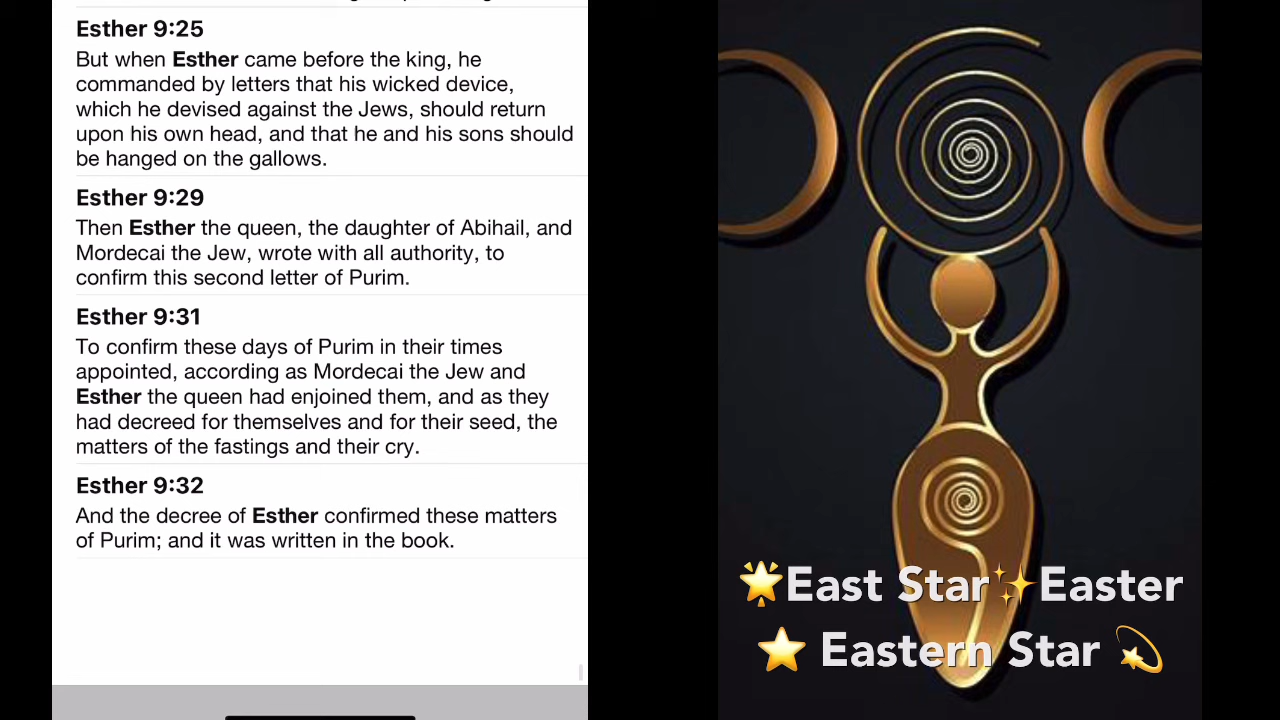 Esther 9:25
But when Esther came before the king, he
commanded by letters that his wicked device,
which he devised against the Jews, should return
upon his own head, and that he and his sons should
be hanged on the gallows.
Esther 9:29
Then Esther the queen, the daughter of Abihail, and
Mordecai the Jew, wrote with all authority, to
confirm this second letter of Purim.
Esther 9:31
To confirm these days of Purim in their times
appointed, according as Mordecai the Jew and
Esther the queen had enjoined them, and as they
had decreed for themselves and for their seed, the
matters of the fastings and their cry.
Esther 9:32
And the decree of Esther confirmed these matters
of Purim; and it was written in the book.
🌟East Star✨Easter
⭐ Eastern Star 💫